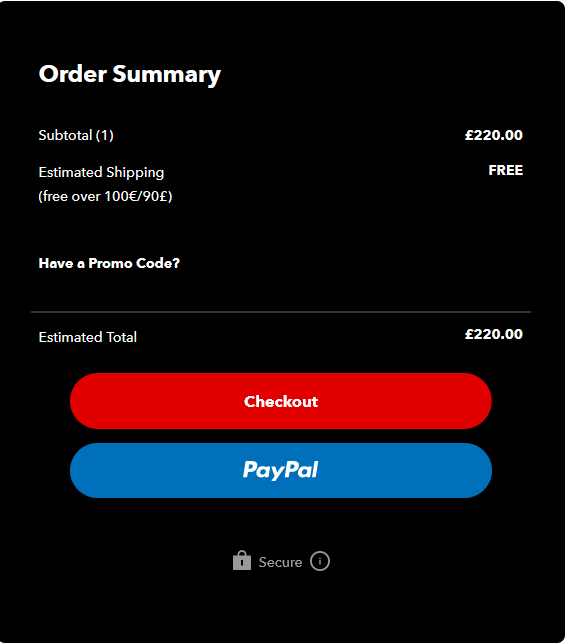 Order Summary
Subtotal (1) £220.00
Estimated Shipping FREE
(free over 100€/90£)
Have a Promo Code?
Estimated Total £220.00
Checkout
PayPal
Secure i